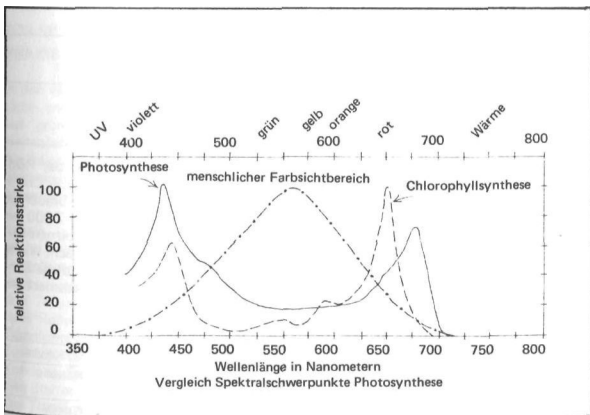 UV violett grün gelb orange rot Wärme
400 500 600 700 800
Photosynthese
menschlicher Farbsichtbereich
Chlorophyllsynthese
relative Reaktionsstärke
100
80
60
40
20
0
350 400 450 500 550 600 650 700 750 800
Wellenlänge in Nanometern
Vergleich Spektralschwerpunkte Photosynthese